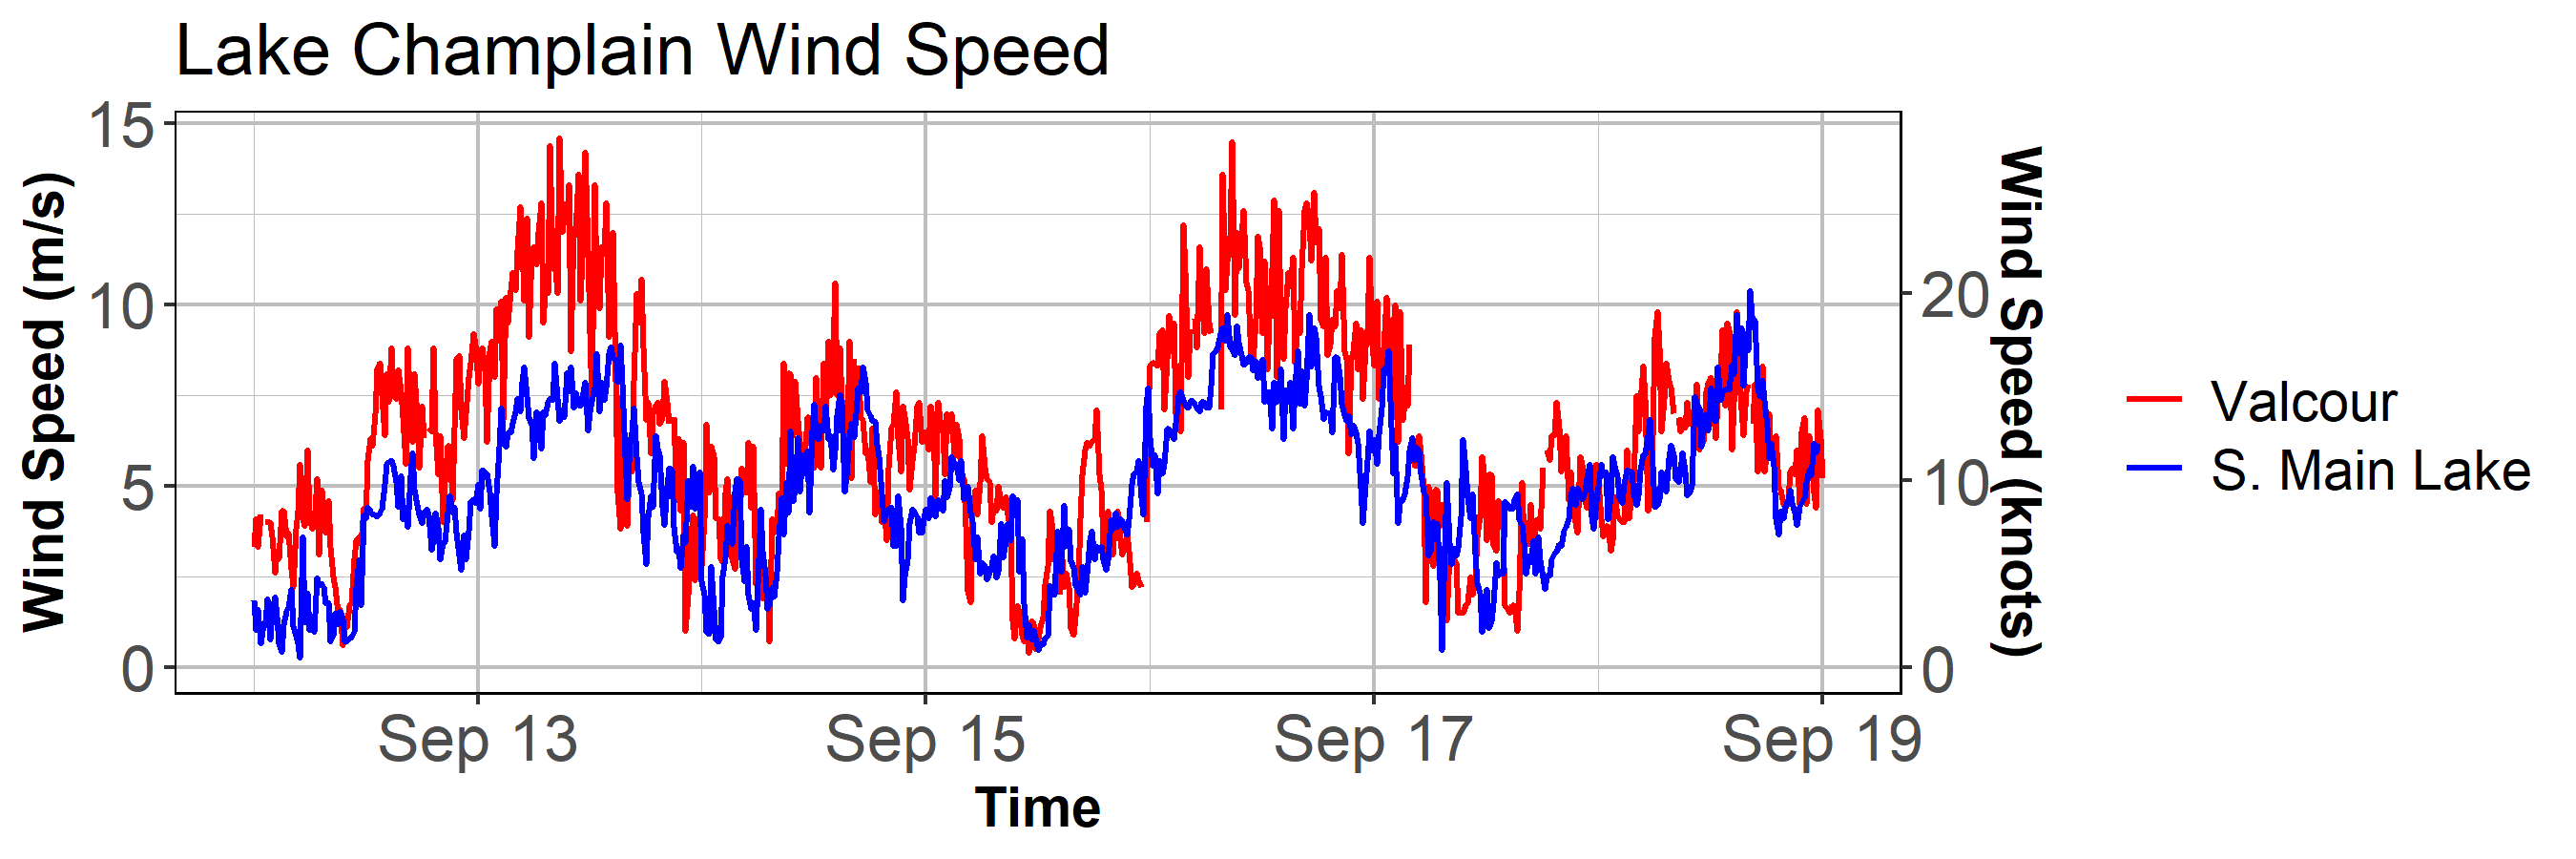 Lake Champlain Wind Speed
15
10
5
0
Wind Speed (m/s)
20
10
0
Wind Speed (knots)
Sep 13
Sep 15
Sep 17
Sep 19
Time
Valcour
S. Main Lake